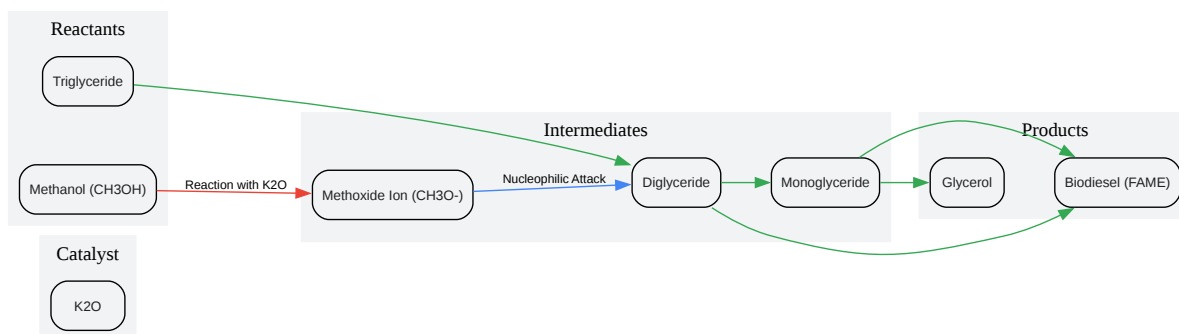 Reactants
Triglyceride
Methanol (CH3OH)
Reaction with K2O
Catalyst
K2O
Intermediates
Methoxide Ion (CH3O-)
Nucleophilic Attack
Diglyceride
Monoglyceride
Products
Glycerol
Biodiesel (FAME)